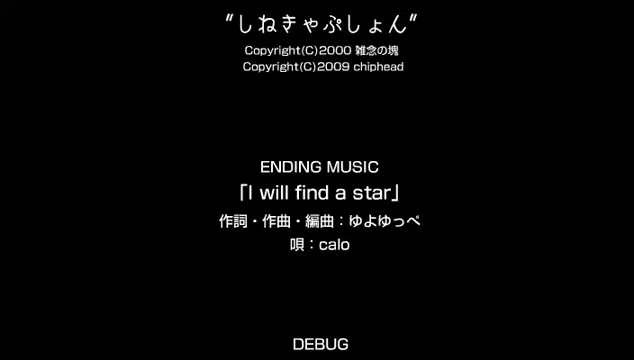 “しねきゃぷしょん“
Copyright(C)2000 雑念の塊
Copyright(C)2009 chiphead
ENDING MUSIC
「I will find a star」
作詞・作曲・編曲：ゆよゆっぺ
唄：calo
DEBUG